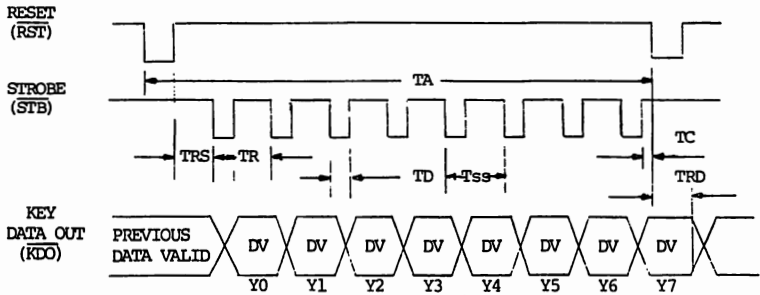 RESET
(RST)
TA
STROBE
(STB)
TC
TRS
TR
TD
Tss
TRD
KEY
DATA OUT
(KDO)
PREVIOUS
DATA VALID
DV DV DV DV DV DV DV DV
Y0 Y1 Y2 Y3 Y4 Y5 Y6 Y7